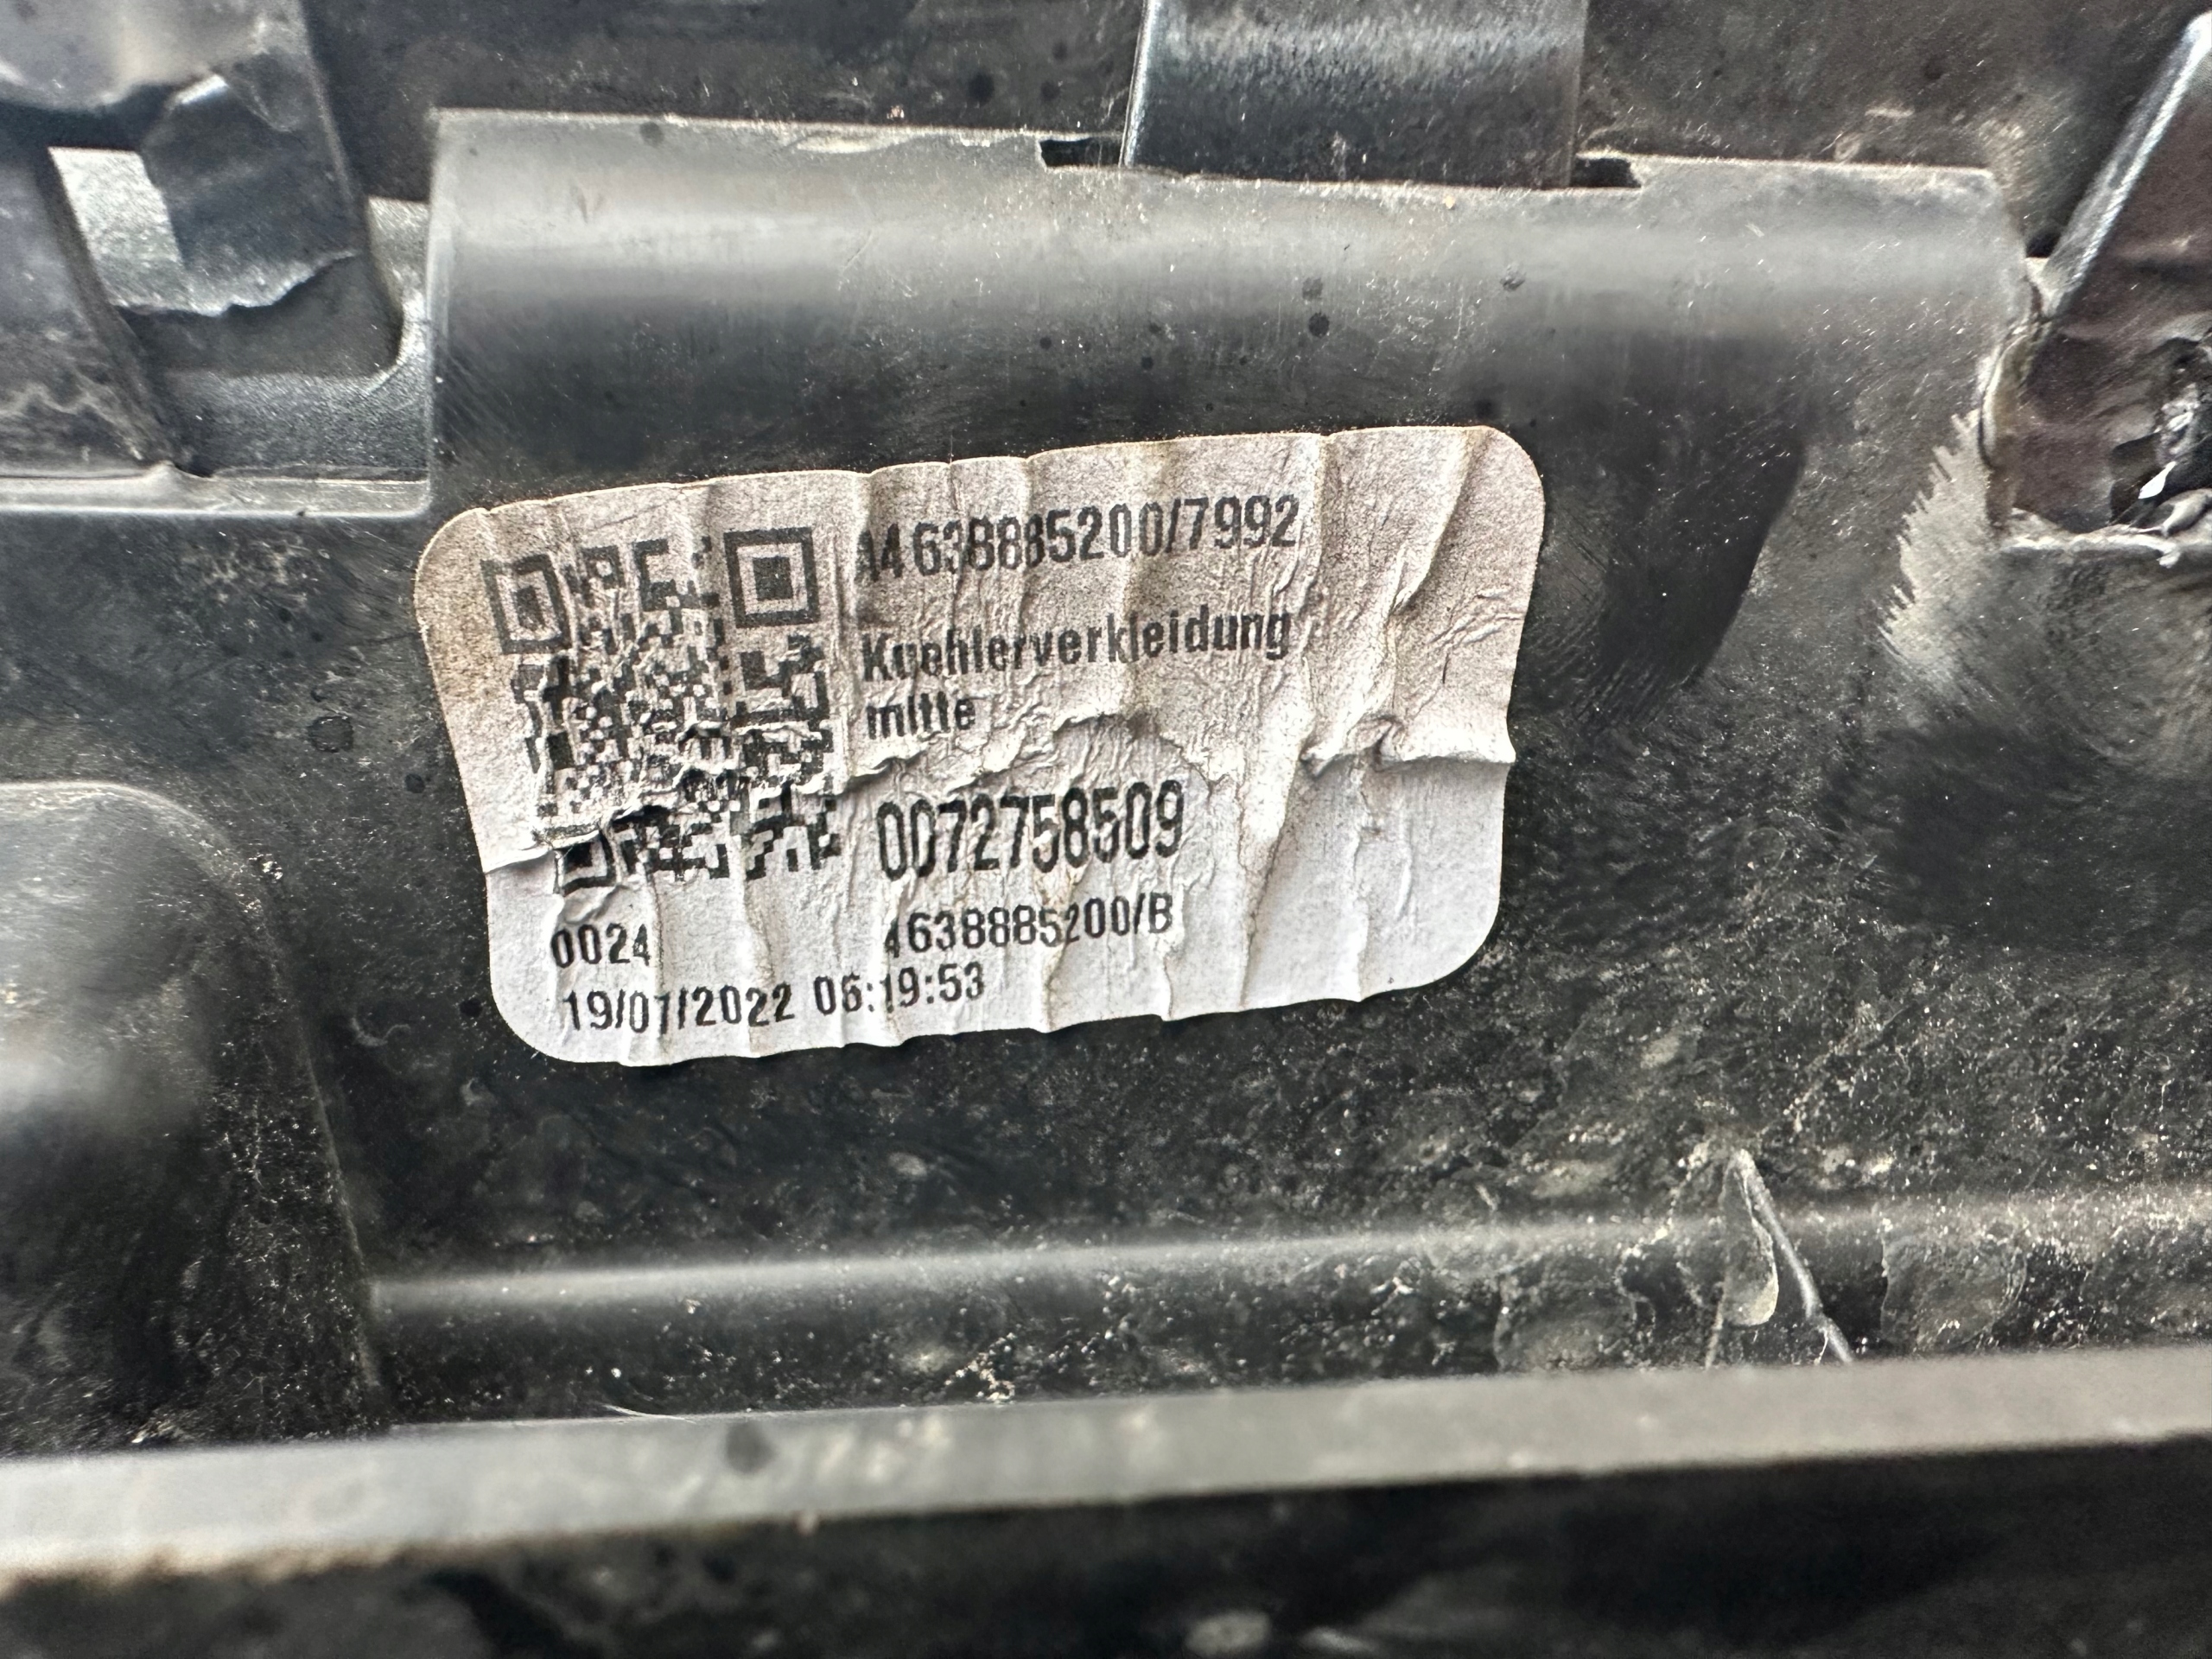 A4638885200/7992
Kuehlerverkleidung
mitte
0072758509
0024 4638885200/B
19/07/2022 06:19:53